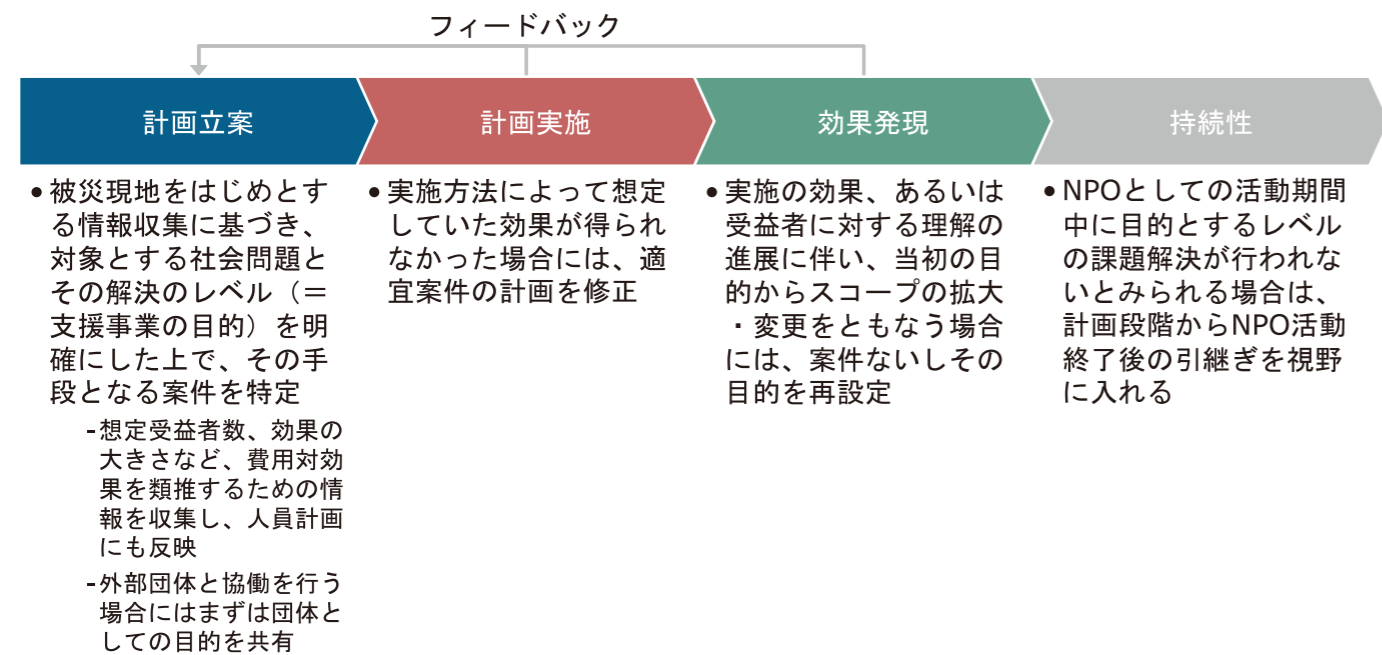 フィードバック
計画立案
計画実施
効果発現
持続性
•被災現地をはじめとす
る情報収集に基づき、
対象とする社会問題と
その解決のレベル（＝
支援事業の目的）を明
確にした上で、その手
段となる案件を特定
-想定受益者数、効果の
大きさなど、費用対効
果を類推するための情
報を収集し、人員計画
にも反映
-外部団体と協働を行う
場合にはまずは団体と
しての目的を共有
•実施方法によって想定
していた効果が得られ
なかった場合には、適
宜案件の計画を修正
•実施の効果、あるいは
受益者に対する理解の
進展に伴い、当初の目
的からスコープの拡大
・変更をともなう場合
には、案件ないしその
目的を再設定
•NPOとしての活動期間
中に目的とするレベル
の課題解決が行われな
いとみられる場合は、
計画段階からNPO活動
終了後の引継ぎを視野
に入れる